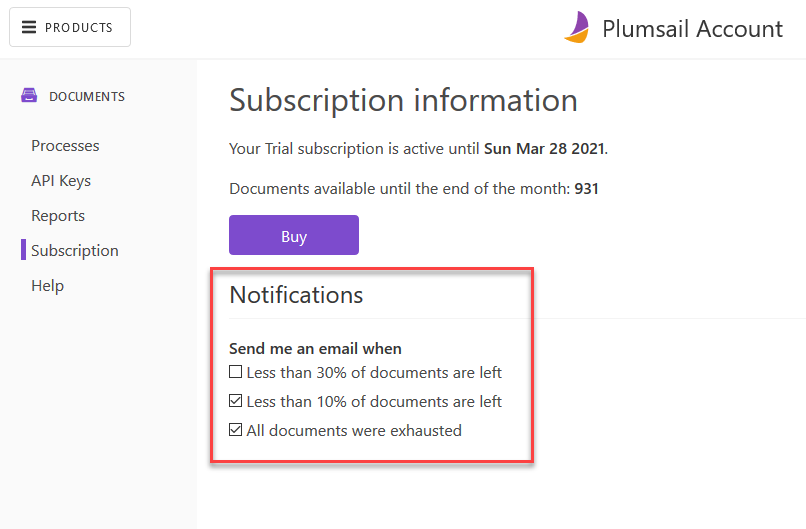 PRODUCTS
Plumsail Account
DOCUMENTS
Processes
API Keys
Reports
Subscription
Help
Subscription information
Your Trial subscription is active until Sun Mar 28 2021.
Documents available until the end of the month: 931
Buy
Notifications
Send me an email when
Less than 30% of documents are left
Less than 10% of documents are left
All documents were exhausted